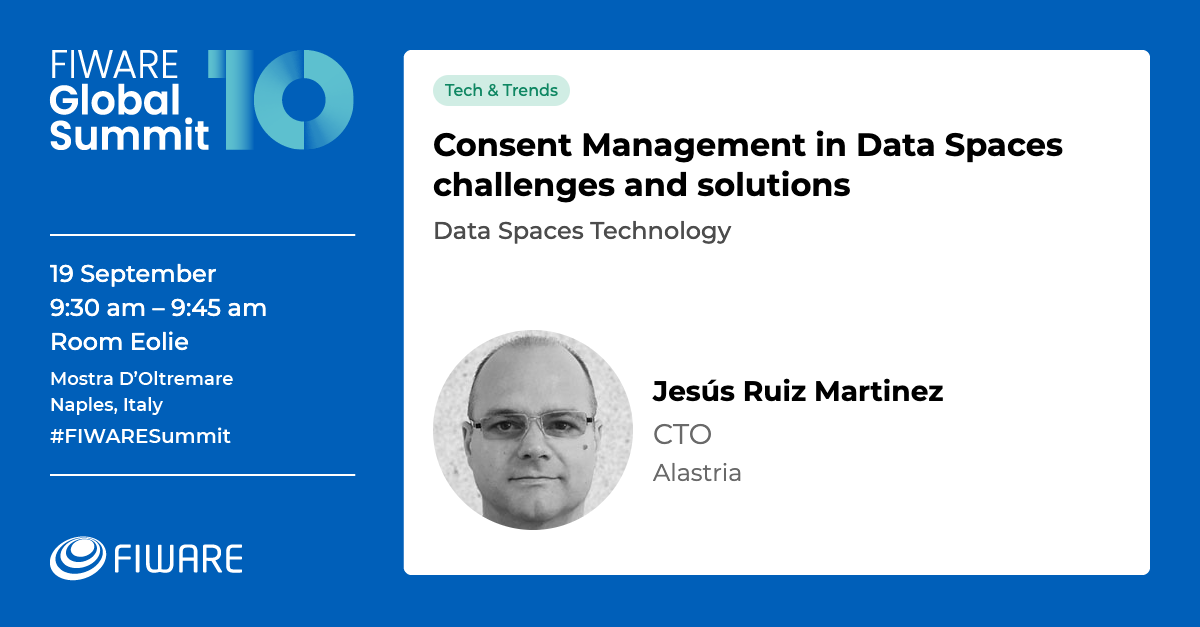 FIWARE
Global
Summit
10
19 September
9:30 am – 9:45 am
Room Eolie
Mostra D’Oltremare
Naples, Italy
#FIWARESummit
FIWARE
Tech & Trends
Consent Management in Data Spaces
challenges and solutions
Data Spaces Technology
Jesús Ruiz Martinez
CTO
Alastria